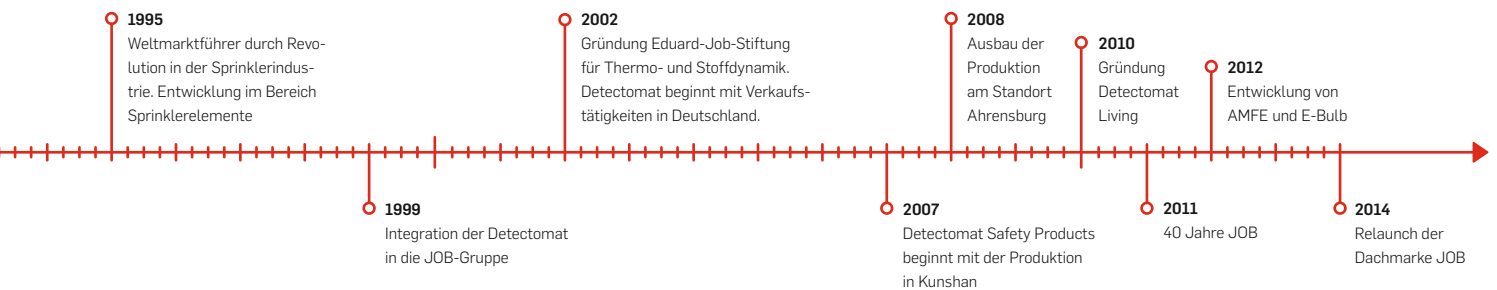 1995
Weltmarktführer durch Revo-
lution in der Sprinklerindus-
trie. Entwicklung im Bereich
Sprinklerelemente
1999
Integration der Detectomat
in die JOB-Gruppe
2002
Gründung Eduard-Job-Stiftung
für Thermo- und Stoffdynamik.
Detectomat beginnt mit Verkaufs-
tätigkeiten in Deutschland.
2007
Detectomat Safety Products
beginnt mit der Produktion
in Kunshan
2008
Ausbau der
Produktion
am Standort
Ahrensburg
2010
Gründung
Detectomat
Living
2011
40 Jahre JOB
2012
Entwicklung von
AMFE und E-Bulb
2014
Relaunch der
Dachmarke JOB